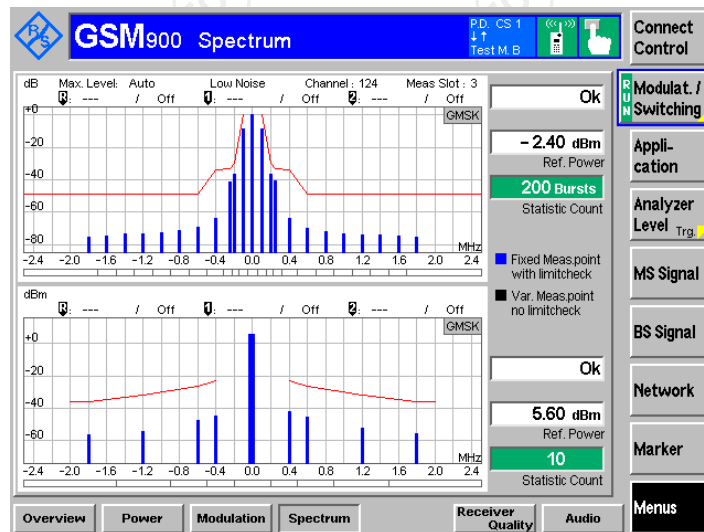 R&S
GSM900 Spectrum
P.D. CS 1
Test M. B
Connect
Control
dB Max. Level: Auto Low Noise Channel : 124 Meas Slot : 3
R: --- / Off 1: --- / Off 2: --- / Off
GMSK
+0
-20
-40
-60
-80
MHz
-2.4 -2.0 -1.6 -1.2 -0.8 -0.4 0.0 0.4 0.8 1.2 1.6 2.0 2.4
Ok
-2.40 dBm
Ref. Power
200 Bursts
Statistic Count
Fixed Meas.point
with limitcheck
Var. Meas.point
no limitcheck
dBm
R: --- / Off 1: --- / Off 2: --- / Off
GMSK
+0
-20
-40
-60
MHz
-2.4 -2.0 -1.6 -1.2 -0.8 -0.4 0.0 0.4 0.8 1.2 1.6 2.0 2.4
Ok
5.60 dBm
Ref. Power
10
Statistic Count
RUN
Modulat. /
Switching
Appli-
cation
Analyzer
Level Trg.
MS Signal
BS Signal
Network
Marker
Menus
Overview Power Modulation Spectrum Receiver Quality Audio